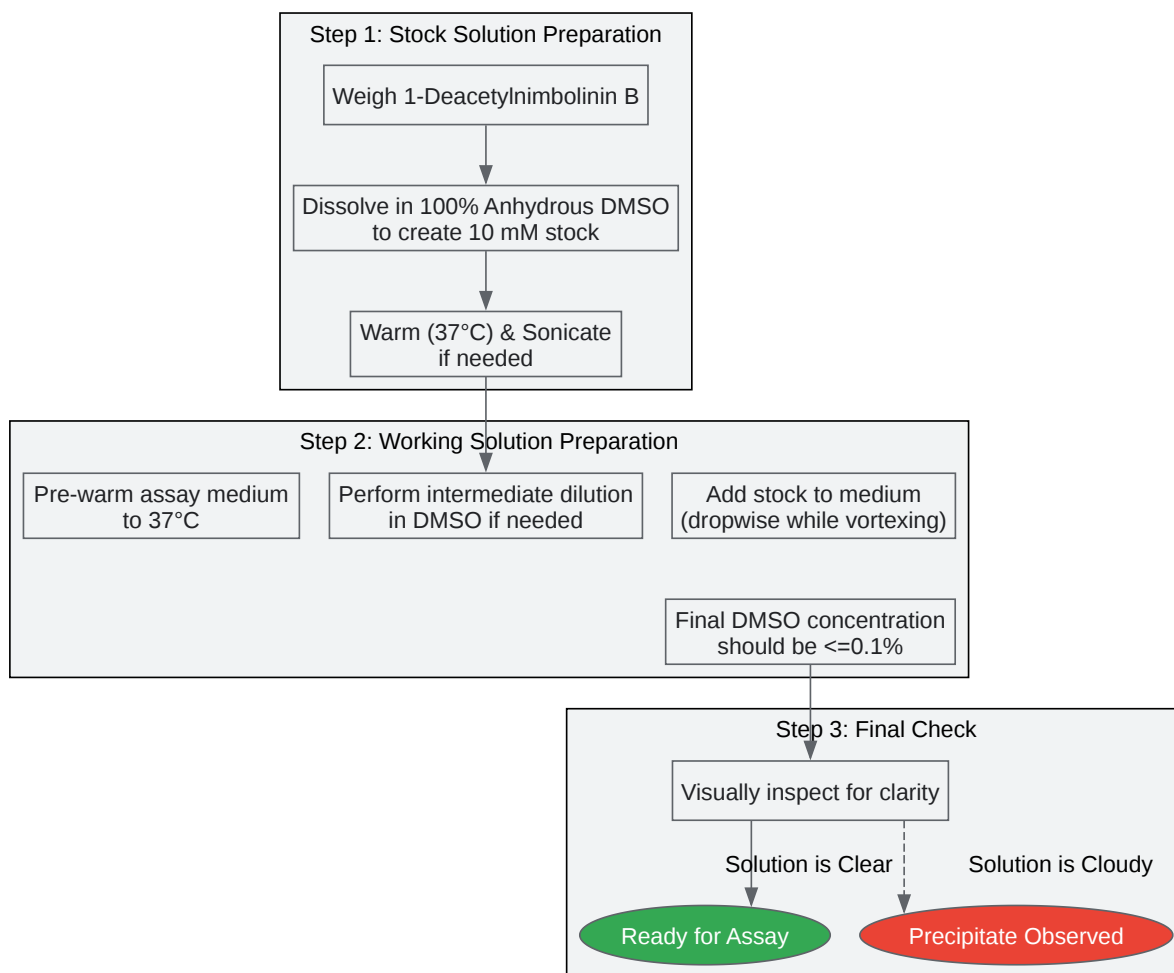 Step 1: Stock Solution Preparation
Weigh 1-Deacetylnimbolinin B
Dissolve in 100% Anhydrous DMSO
to create 10 mM stock
Warm (37°C) & Sonicate
if needed
Step 2: Working Solution Preparation
Pre-warm assay medium
to 37°C
Perform intermediate dilution
in DMSO if needed
Add stock to medium
(dropwise while vortexing)
Final DMSO concentration
should be <=0.1%
Step 3: Final Check
Visually inspect for clarity
Solution is Clear
Solution is Cloudy
Ready for Assay
Precipitate Observed